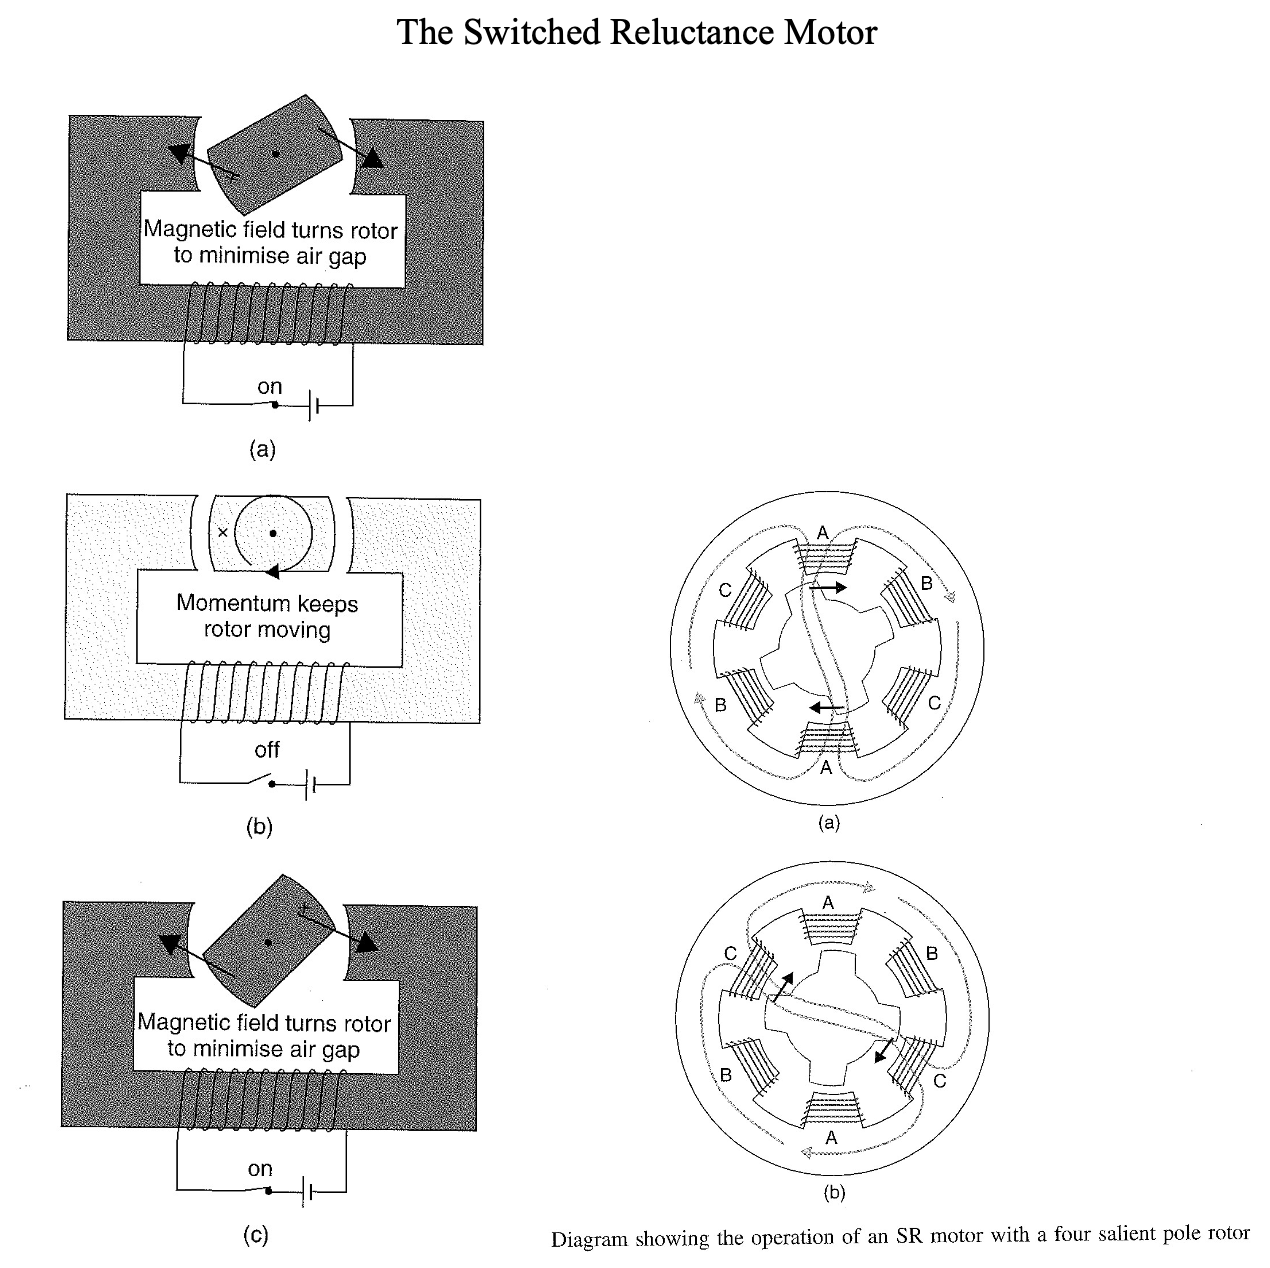 The Switched Reluctance Motor
Magnetic field turns rotor
to minimise air gap
on
(a)
×
Momentum keeps
rotor moving
off
(b)
+
Magnetic field turns rotor
to minimise air gap
on
(c)
A
C
B
B
C
A
(a)
A
C
B
B
C
A
(b)
Diagram showing the operation of an SR motor with a four salient pole rotor